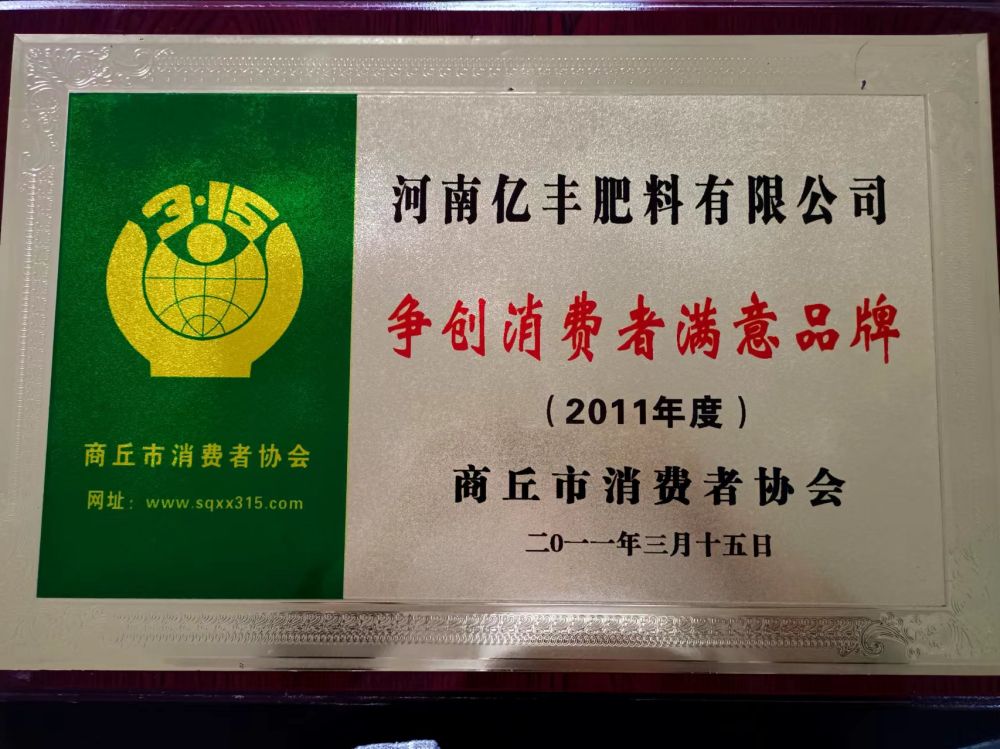 3·15
商丘市消费者协会
网址：www.sqxx315.com
河南亿丰肥料有限公司
争创消费者满意品牌
（2011年度）
商丘市消费者协会
二0一一年三月十五日